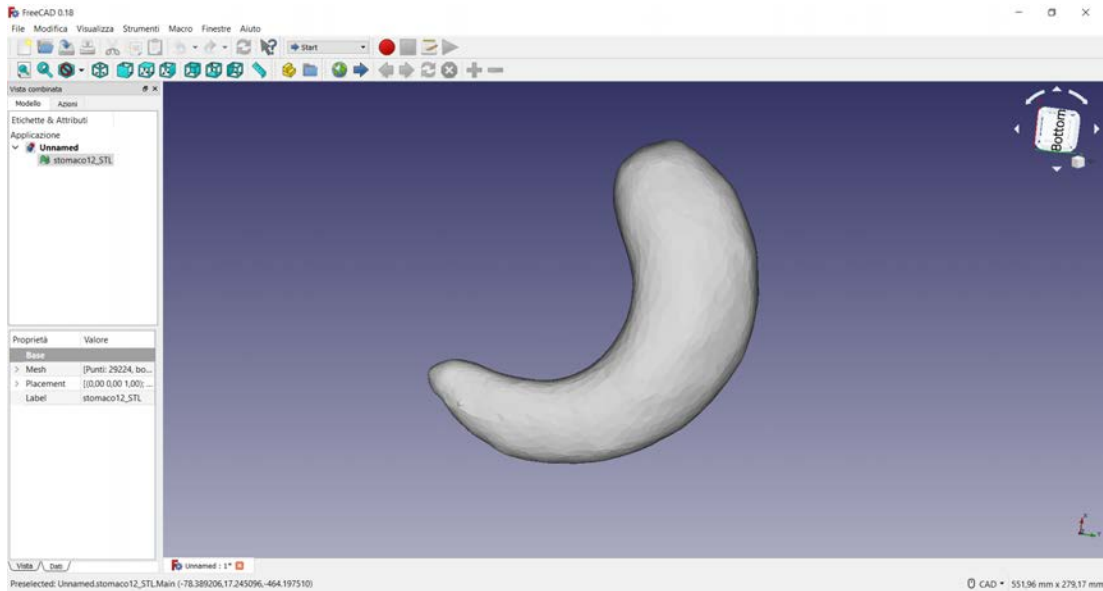 FreeCAD 0.18
File Modifica Visualizza Strumenti Macro Finestre Aiuto
Start
Vista combinata
Modello Azioni
Etichette & Attributi
Applicazione
Unnamed
stomaco12_STL
Bottom
Proprietà Valore
Base
Mesh [Punti: 29224, bo...
Placement [(0,00 0,00 1,00); ...
Label stomaco12_STL
Vista Dati
Unnamed : 1*
Preselected: Unnamed.stomaco12_STL.Main (-78.389206,17.245096,-464.197510)
CAD 551,96 mm x 279,17 mm